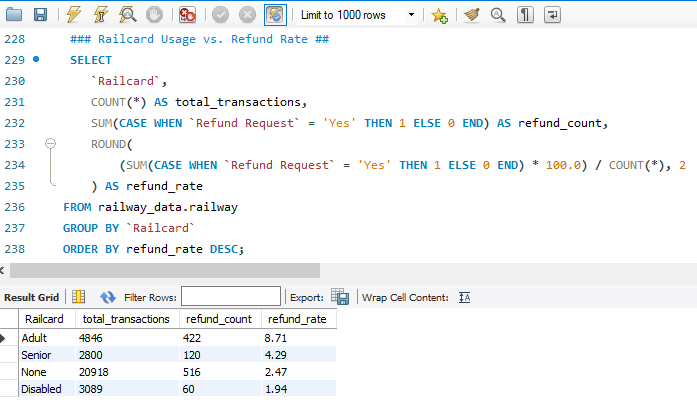 Limit to 1000 rows
228 ### Railcard Usage vs. Refund Rate ##
229 SELECT
230 `Railcard`,
231 COUNT(*) AS total_transactions,
232 SUM(CASE WHEN `Refund Request` = 'Yes' THEN 1 ELSE 0 END) AS refund_count,
233 ROUND(
234 (SUM(CASE WHEN `Refund Request` = 'Yes' THEN 1 ELSE 0 END) * 100.0) / COUNT(*), 2
235 ) AS refund_rate
236 FROM railway_data.railway
237 GROUP BY `Railcard`
238 ORDER BY refund_rate DESC;
Result Grid Filter Rows: Export: Wrap Cell Content: IA
Railcard total_transactions refund_count refund_rate
Adult 4846 422 8.71
Senior 2800 120 4.29
None 20918 516 2.47
Disabled 3089 60 1.94